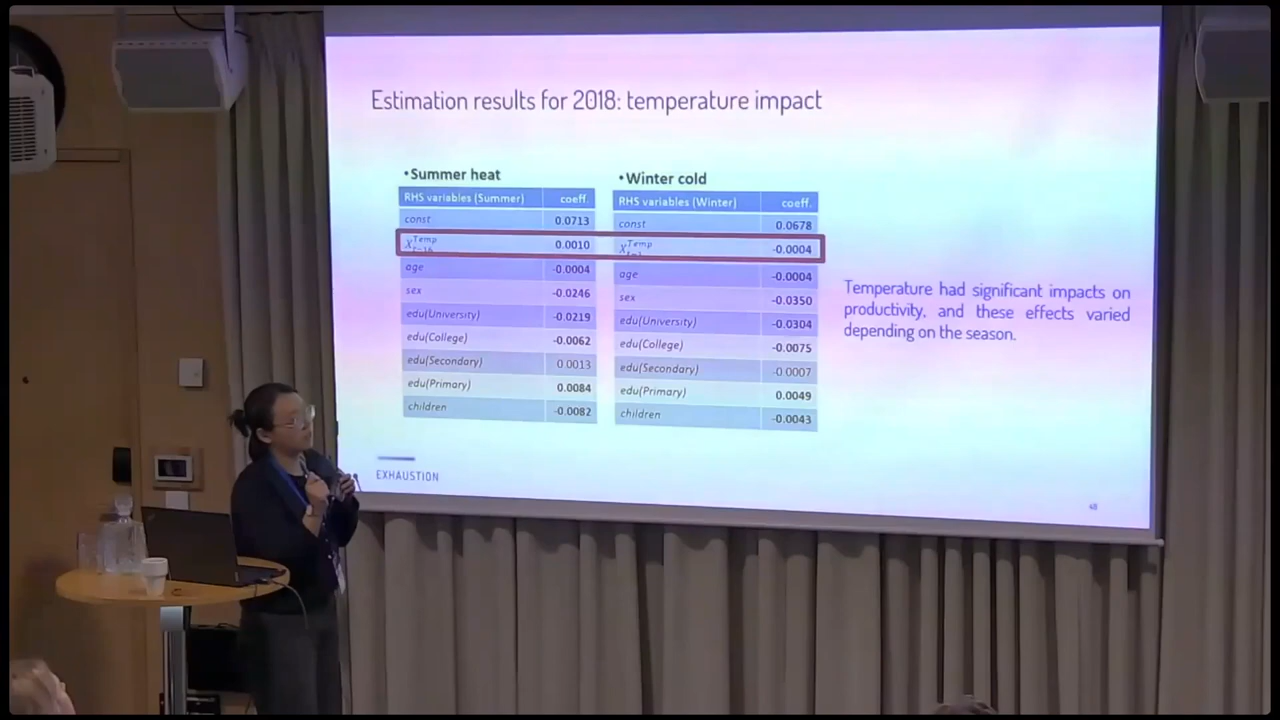 Estimation results for 2018: temperature impact
•Summer heat
RHS variables (Summer) coeff.
const 0.0713
X Temp t-16 0.0010
age -0.0004
sex -0.0246
edu(University) -0.0219
edu(College) -0.0062
edu(Secondary) 0.0013
edu(Primary) 0.0084
children -0.0082
•Winter cold
RHS variables (Winter) coeff.
const 0.0678
X Temp -0.0004
age -0.0004
sex -0.0350
edu(University) -0.0304
edu(College) -0.0075
edu(Secondary) -0.0007
edu(Primary) 0.0049
children -0.0043
Temperature had significant impacts on
productivity, and these effects varied
depending on the season.
EXHAUSTION